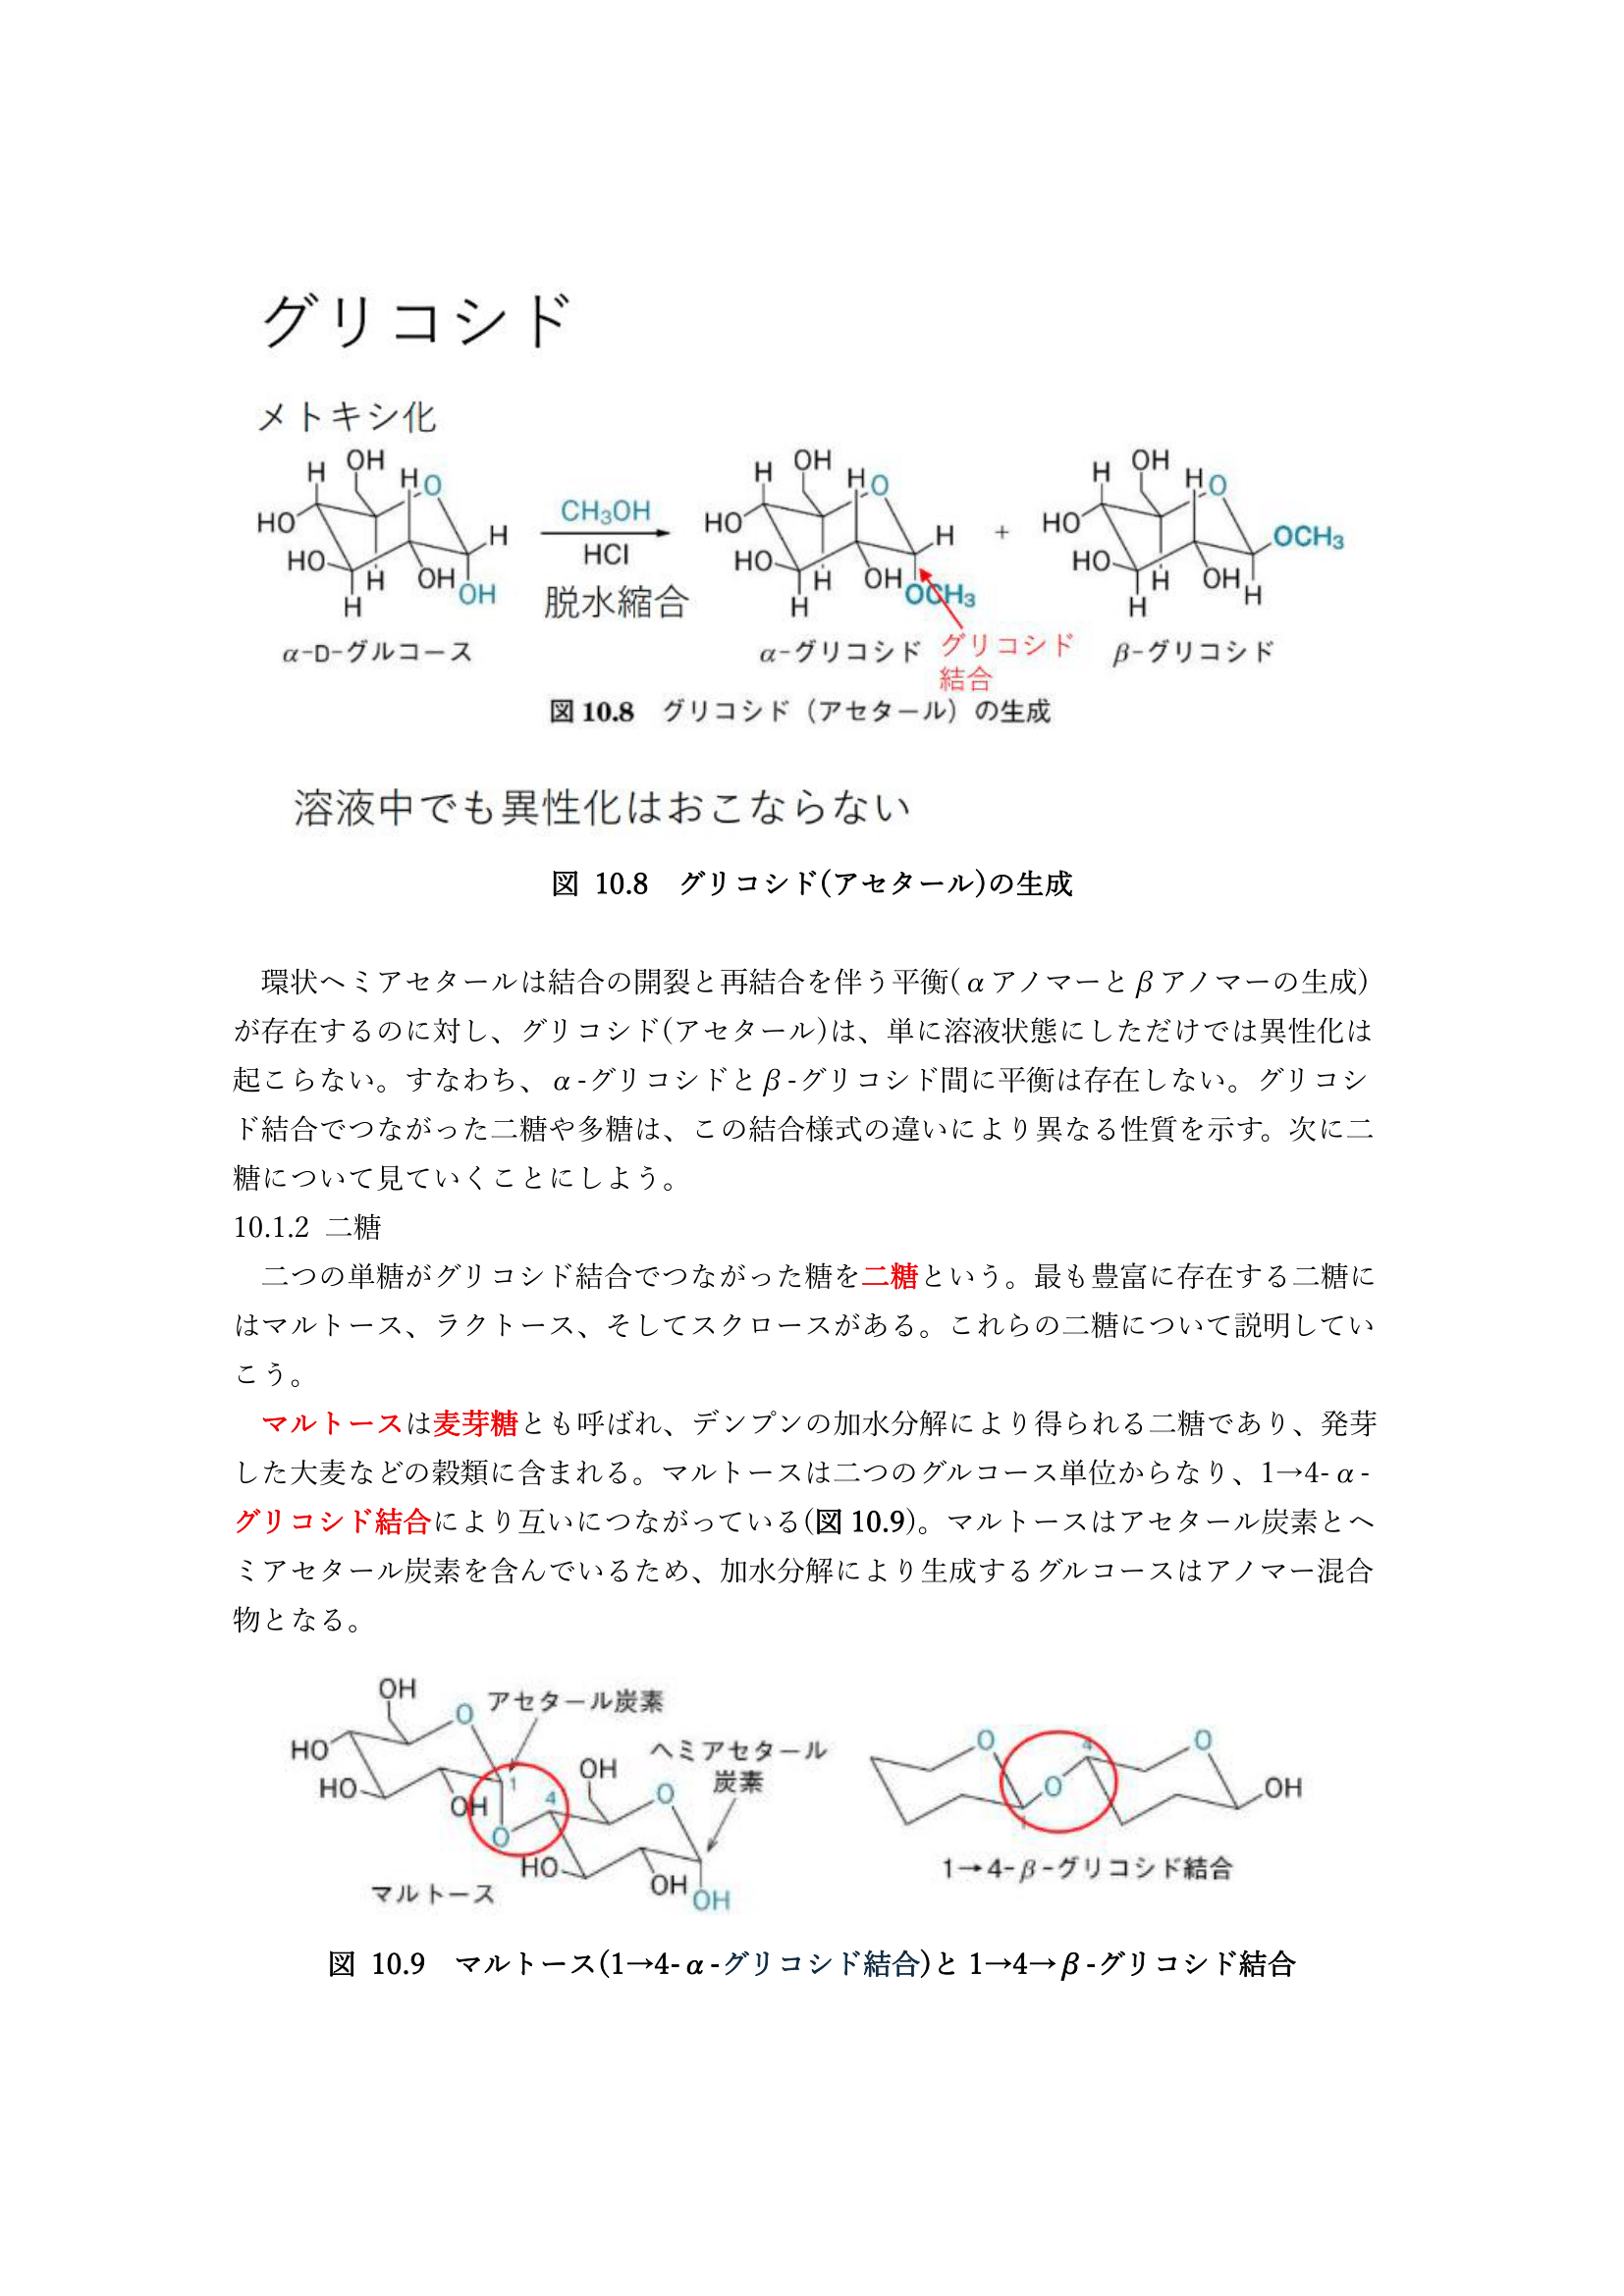 グリコシド
メトキシ化
H OH H O HO HO H OH H H OH
CH₃OH
HCl
脱水縮合
H OH H O HO HO H OH H H OCH₃
+
H OH H O HO HO H OH H H OCH₃
α-D-グルコース
α-グリコシド
グリコシド
結合
β-グリコシド
図10.8 グリコシド（アセタール）の生成
溶液中でも異性化はおこならない
図 10.8 グリコシド(アセタール)の生成
環状ヘミアセタールは結合の開裂と再結合を伴う平衡(αアノマーとβアノマーの生成)
が存在するのに対し、グリコシド(アセタール)は、単に溶液状態にしただけでは異性化は
起こらない。すなわち、α-グリコシドとβ-グリコシド間に平衡は存在しない。グリコシ
ド結合でつながった二糖や多糖は、この結合様式の違いにより異なる性質を示す。次に二
糖について見ていくことにしよう。
10.1.2 二糖
二つの単糖がグリコシド結合でつながった糖を二糖という。最も豊富に存在する二糖に
はマルトース、ラクトース、そしてスクロースがある。これらの二糖について説明してい
こう。
マルトースは麦芽糖とも呼ばれ、デンプンの加水分解により得られる二糖であり、発芽
した大麦などの穀類に含まれる。マルトースは二つのグルコース単位からなり、1→4-α-
グリコシド結合により互いにつながっている(図10.9)。マルトースはアセタール炭素とヘ
ミアセタール炭素を含んでいるため、加水分解により生成するグルコースはアノマー混合
物となる。
OH O HO HO OH 1
アセタール炭素
O 4 OH O HO OH OH
ヘミアセタール
炭素
マルトース
O 1 O 4 O OH
1→4-β-グリコシド結合
図 10.9 マルトース(1→4-α-グリコシド結合)と 1→4→β-グリコシド結合